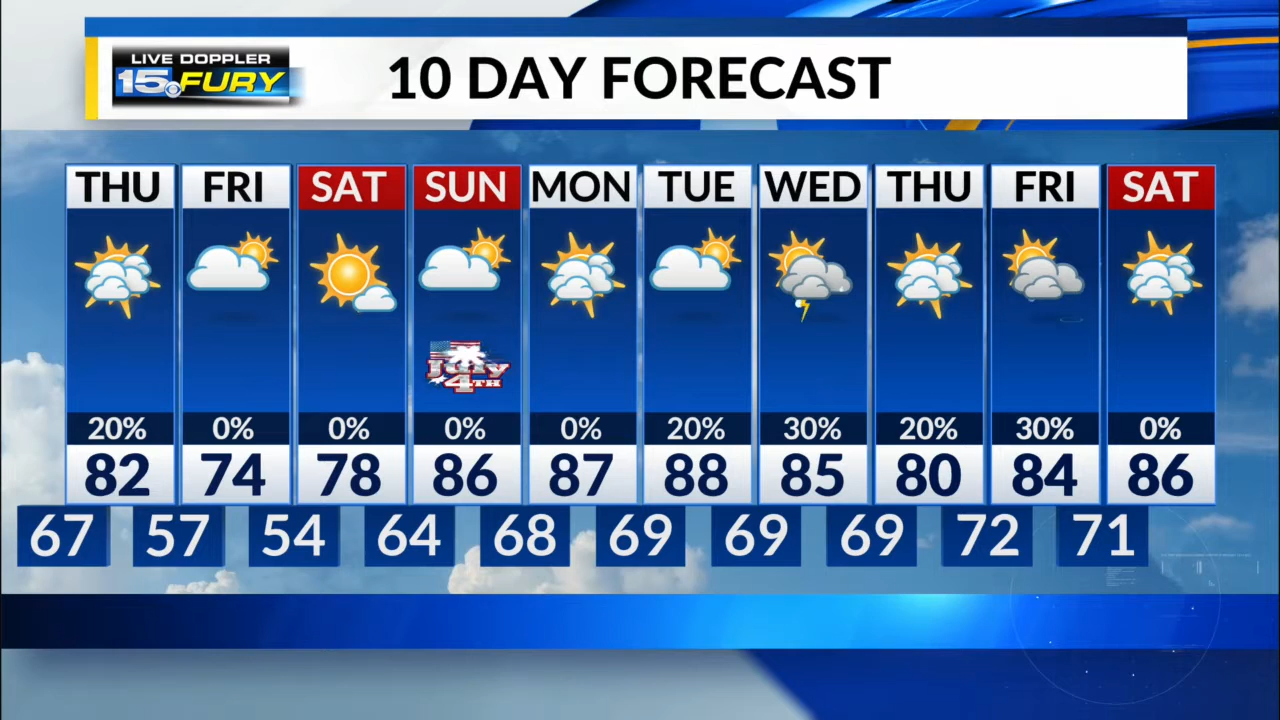 LIVE DOPPLER
15 FURY
10 DAY FORECAST
THU FRI SAT SUN MON TUE WED THU FRI SAT
July
4TH
20% 0% 0% 0% 0% 20% 30% 20% 30% 0%
82 74 78 86 87 88 85 80 84 86
67 57 54 64 68 69 69 69 72 71